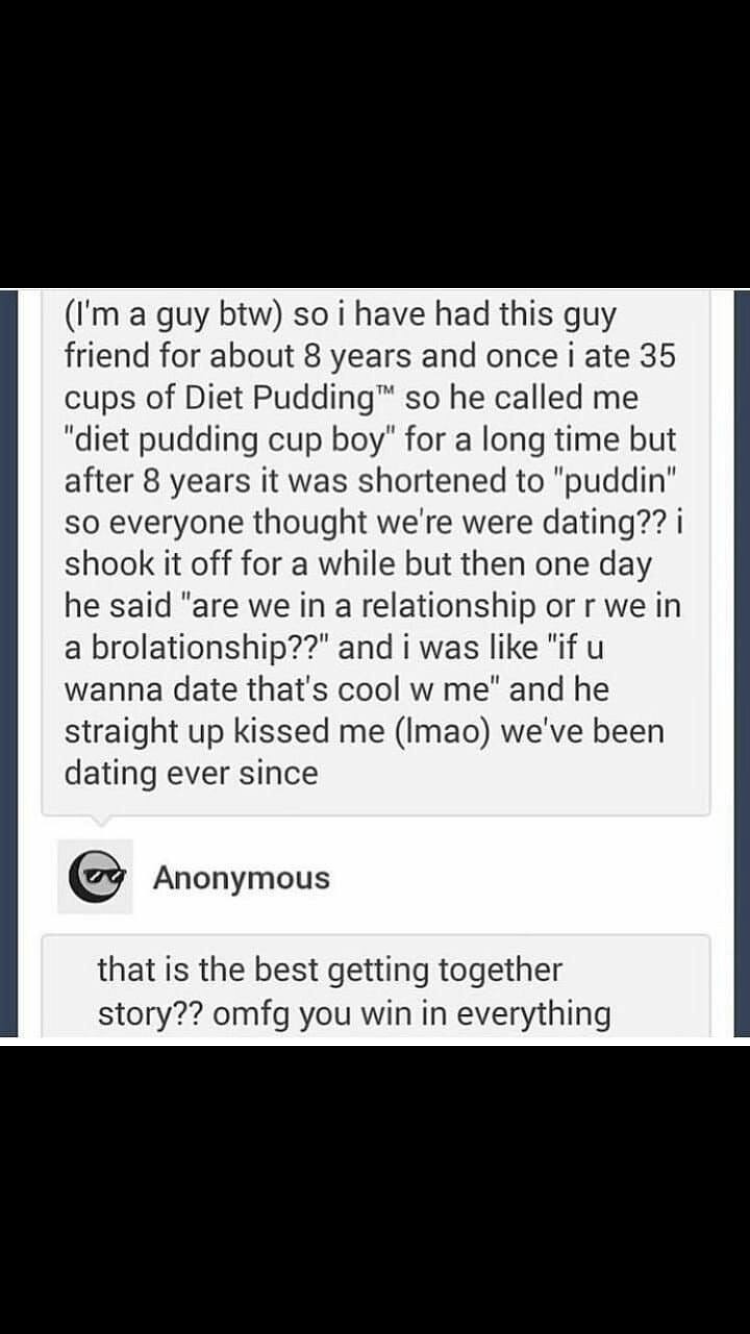 (I'm a guy btw) so i have had this guy
friend for about 8 years and once i ate 35
cups of Diet Pudding™ so he called me
"diet pudding cup boy" for a long time but
after 8 years it was shortened to "puddin"
so everyone thought we're were dating?? i
shook it off for a while but then one day
he said "are we in a relationship or r we in
a brolationship??" and i was like "if u
wanna date that's cool w me" and he
straight up kissed me (lmao) we've been
dating ever since
Anonymous
that is the best getting together
story?? omfg you win in everything